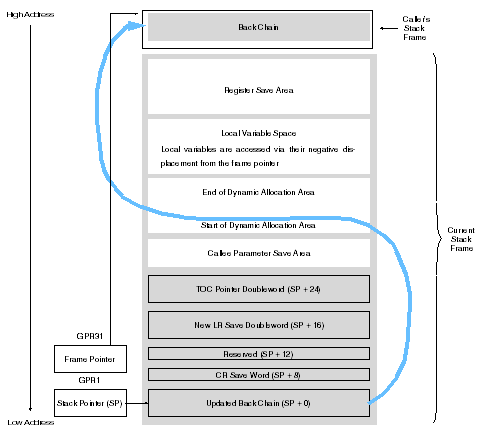 High Address
Back Chain
Caller's
Stack
Frame
Register Save Area
Local Variable Space
Local variables are accessed via their negative dis-
placement from the frame pointer
End of Dynamic Allocation Area
Start of Dynamic Allocation Area
Current
Stack
Frame
Callee Parameter Save Area
TOC Pointer Doubleword (SP + 24)
New LR Save Doubleword (SP + 16)
GPR31
Frame Pointer
Reserved (SP + 12)
GPR1
CR Save Word (SP + 8)
Stack Pointer (SP)
Updated Back Chain (SP + 0)
Low Address